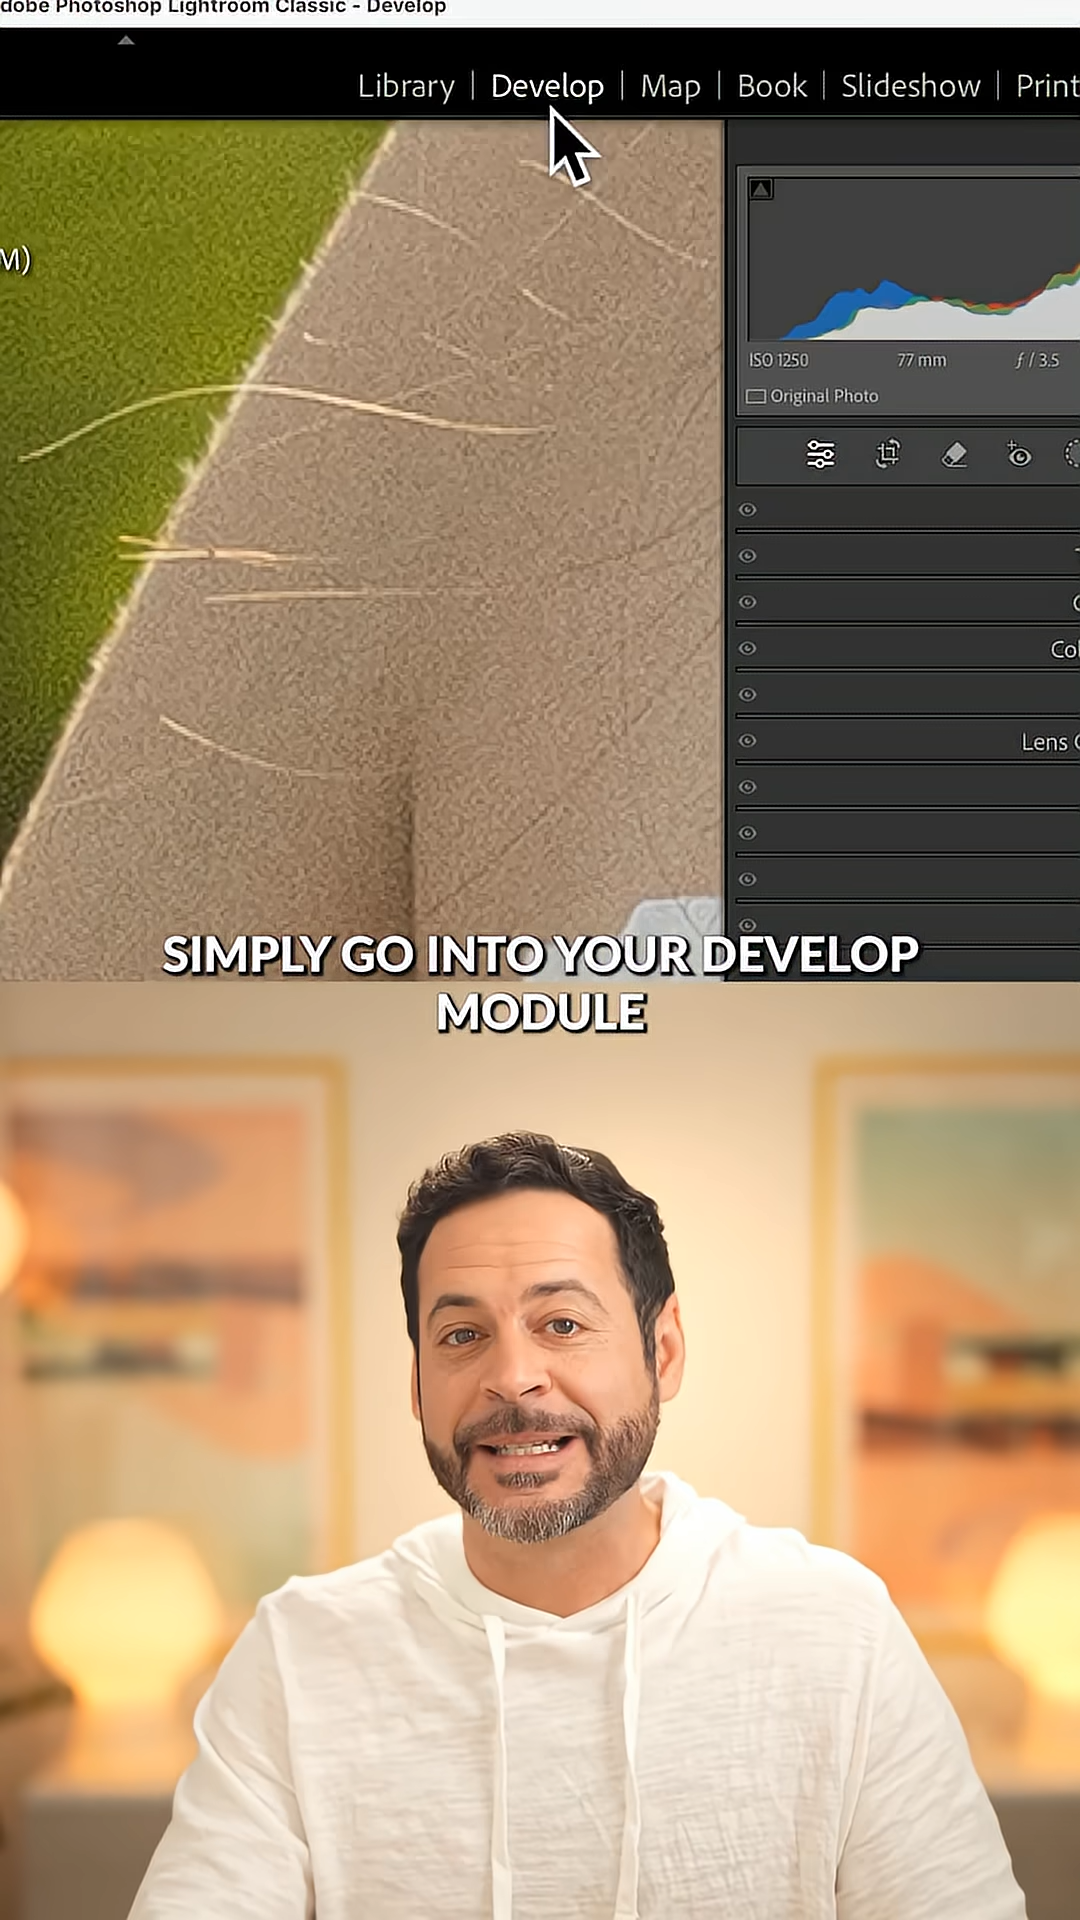 dobe Photoshop Lightroom Classic - Develop
Library | Develop | Map | Book | Slideshow | Print
M)
ISO 1250 77 mm ƒ / 3.5
Original Photo
Col
Lens
SIMPLY GO INTO YOUR DEVELOP
MODULE